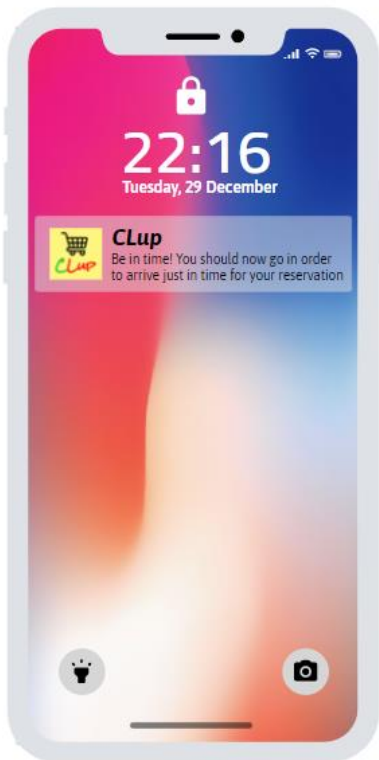 22:16
Tuesday, 29 December
CLup
CLup
Be in time! You should now go in order
to arrive just in time for your reservation